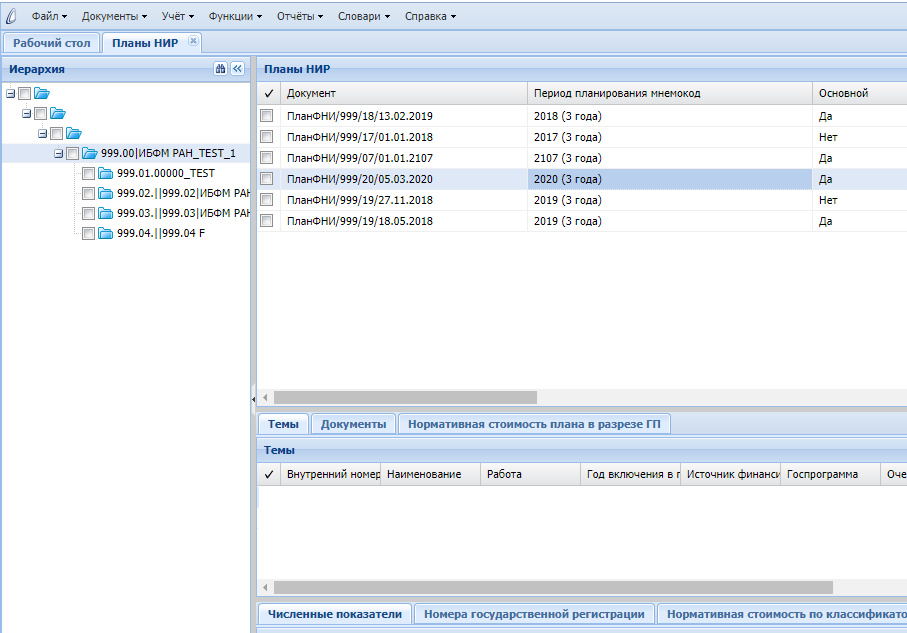 Файл Документы Учёт Функции Отчёты Словари Справка
Рабочий стол Планы НИР
Иерархия
999.00|ИБФМ РАН_TEST_1
999.01.00000_TEST
999.02.||999.02|ИБФМ РАН
999.03.||999.03|ИБФМ РАН
999.04.||999.04 F
Планы НИР
Документ Период планирования мнемокод Основной
ПланФНИ/999/18/13.02.2019 2018 (3 года) Да
ПланФНИ/999/17/01.01.2018 2017 (3 года) Нет
ПланФНИ/999/07/01.01.2107 2107 (3 года) Да
ПланФНИ/999/20/05.03.2020 2020 (3 года) Да
ПланФНИ/999/19/27.11.2018 2019 (3 года) Нет
ПланФНИ/999/19/18.05.2018 2019 (3 года) Да
Темы Документы Нормативная стоимость плана в разрезе ГП
Темы
Внутренний номер Наименование Работа Год включения в п Источник финанси Госпрограмма Оче
Численные показатели Номера государственной регистрации Нормативная стоимость по классификато